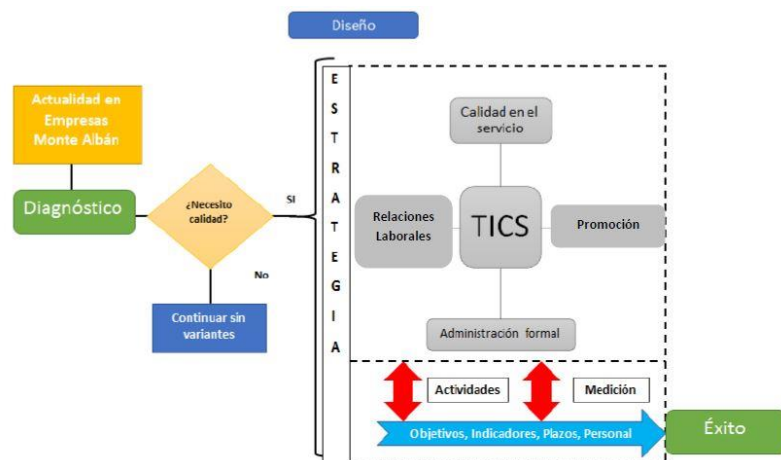 Diseño
Actualidad en
Empresas
Monte Albán
Diagnóstico
¿Necesito
calidad?
SI
No
Continuar sin
variantes
E
S
T
R
A
T
E
G
I
A
Calidad en el
servicio
Relaciones
Laborales
TICS
Promoción
Administración formal
Actividades
Medición
Objetivos, Indicadores, Plazos, Personal
Éxito